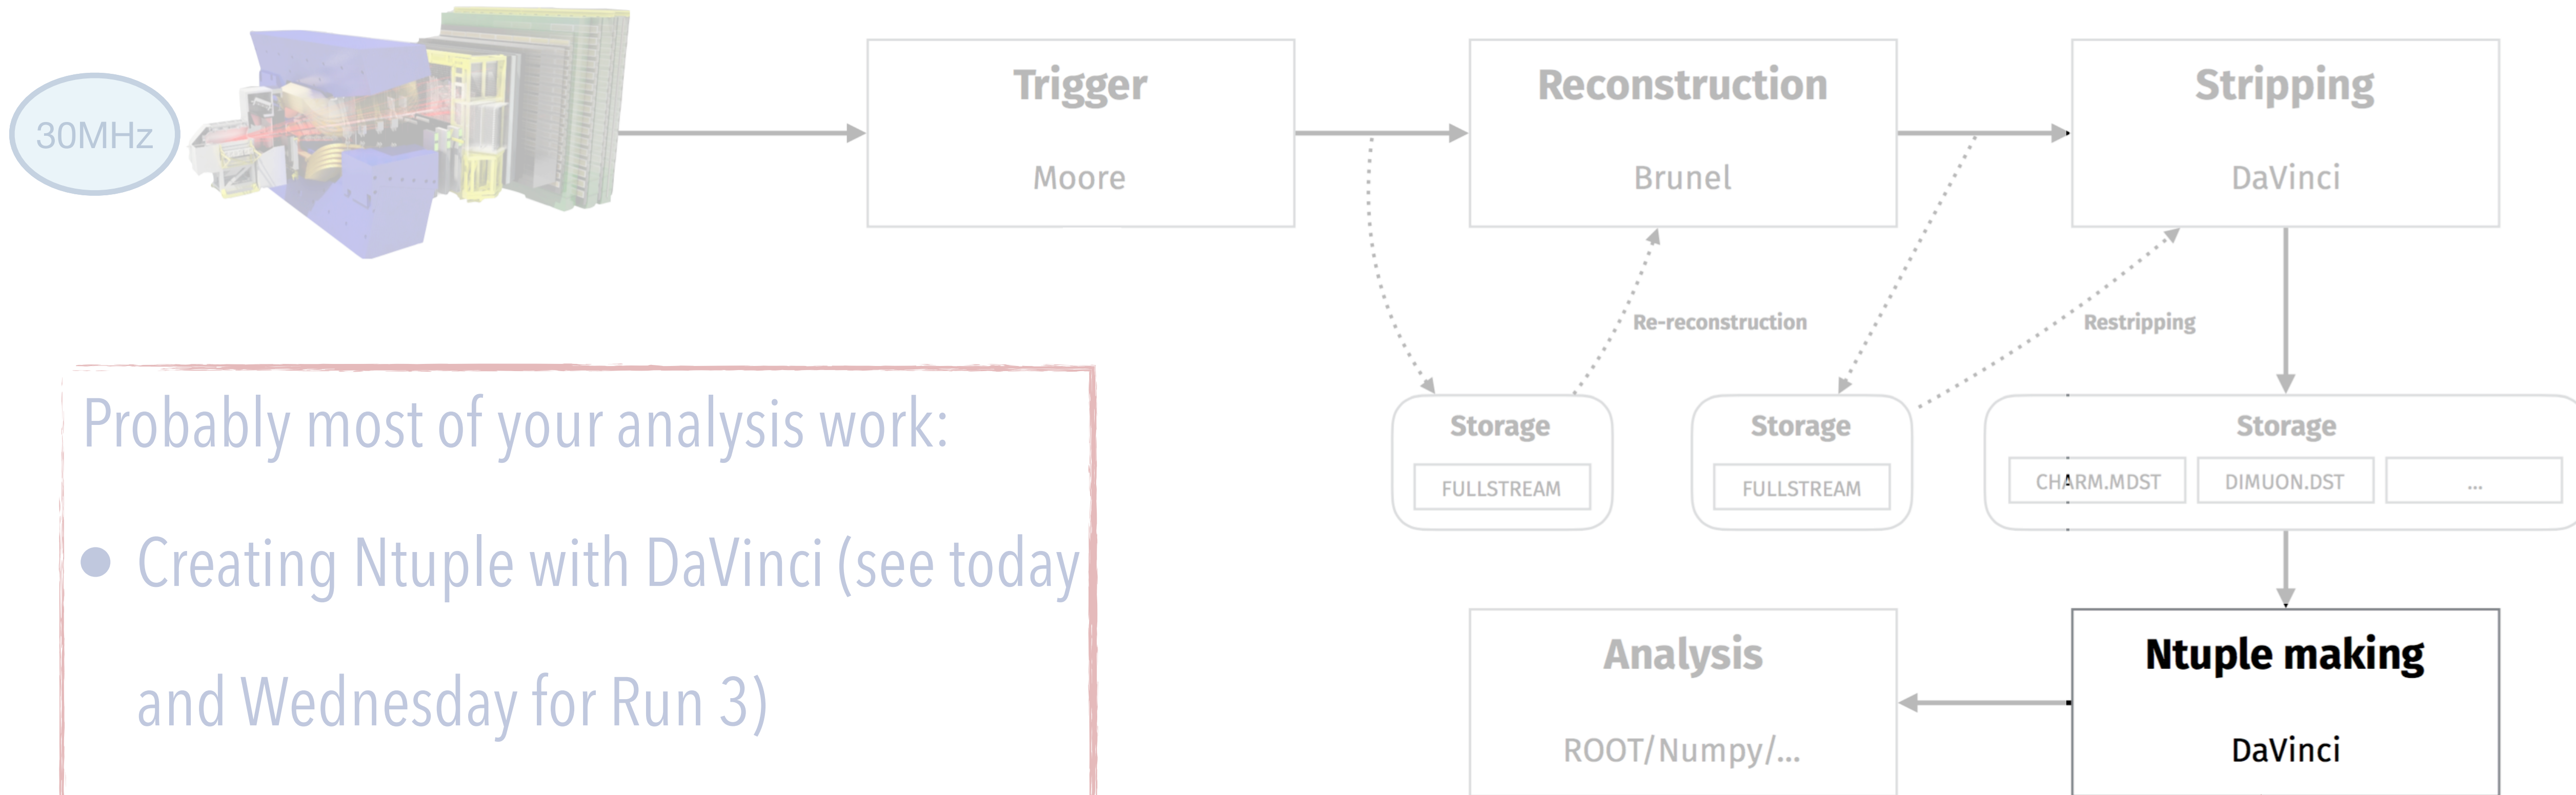 30MHz
Trigger
Moore
Reconstruction
Brunel
Stripping
DaVinci
Re-reconstruction
Restripping
Storage
FULLSTREAM
Storage
FULLSTREAM
Storage
CHARM.MDST
DIMUON.DST
...
Probably most of your analysis work:
• Creating Ntuple with DaVinci (see today
and Wednesday for Run 3)
Analysis
ROOT/Numpy/...
Ntuple making
DaVinci